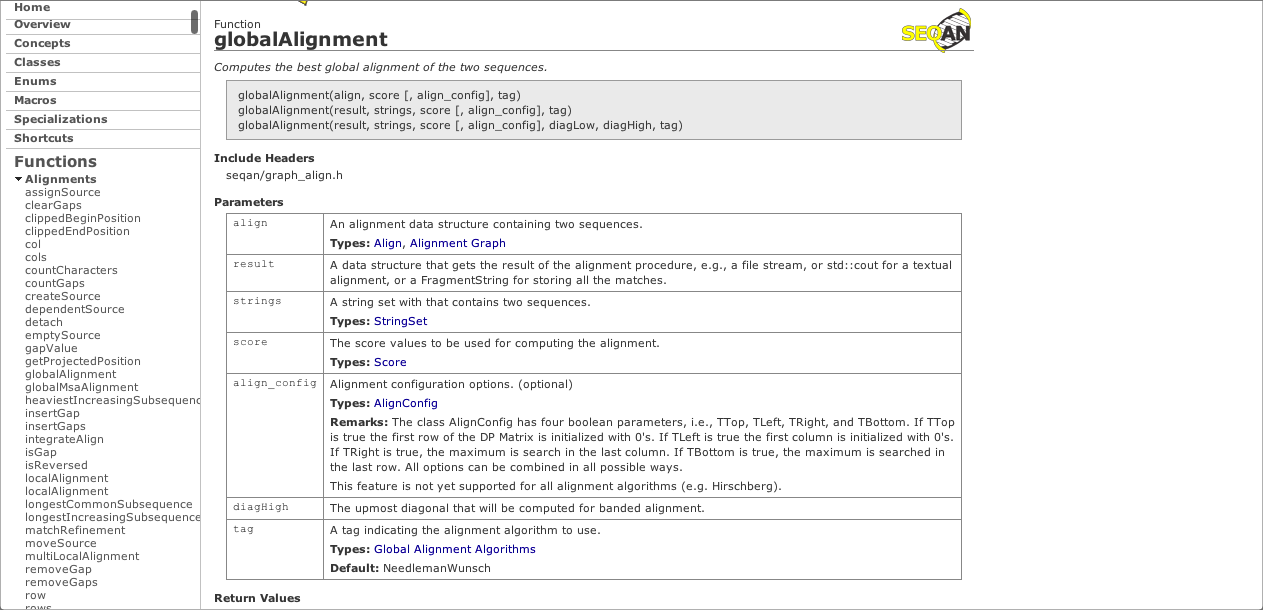 Home
Overview
Concepts
Classes
Enums
Macros
Specializations
Shortcuts
Functions
Alignments
assignSource
clearGaps
clippedBeginPosition
clippedEndPosition
col
cols
countCharacters
countGaps
createSource
dependentSource
detach
emptySource
gapValue
getProjectedPosition
globalAlignment
globalMsaAlignment
heaviestIncreasingSubsequenc
insertGap
insertGaps
integrateAlign
isGap
isReversed
localAlignment
localAlignment
longestCommonSubsequence
longestIncreasingSubsequence
matchRefinement
moveSource
multiLocalAlignment
removeGap
removeGaps
row
rows
Function
globalAlignment
SEQAN
Computes the best global alignment of the two sequences.
globalAlignment(align, score [, align_config], tag)
globalAlignment(result, strings, score [, align_config], tag)
globalAlignment(result, strings, score [, align_config], diagLow, diagHigh, tag)
Include Headers
seqan/graph_align.h
Parameters
align
An alignment data structure containing two sequences.
Types: Align, Alignment Graph
result
A data structure that gets the result of the alignment procedure, e.g., a file stream, or std::cout for a textual
alignment, or a FragmentString for storing all the matches.
strings
A string set with that contains two sequences.
Types: StringSet
score
The score values to be used for computing the alignment.
Types: Score
align_config
Alignment configuration options. (optional)
Types: AlignConfig
Remarks: The class AlignConfig has four boolean parameters, i.e., TTop, TLeft, TRight, and TBottom. If TTop
is true the first row of the DP Matrix is initialized with 0's. If TLeft is true the first column is initialized with 0's.
If TRight is true, the maximum is search in the last column. If TBottom is true, the maximum is searched in
the last row. All options can be combined in all possible ways.
This feature is not yet supported for all alignment algorithms (e.g. Hirschberg).
diagHigh
The upmost diagonal that will be computed for banded alignment.
tag
A tag indicating the alignment algorithm to use.
Types: Global Alignment Algorithms
Default: NeedlemanWunsch
Return Values